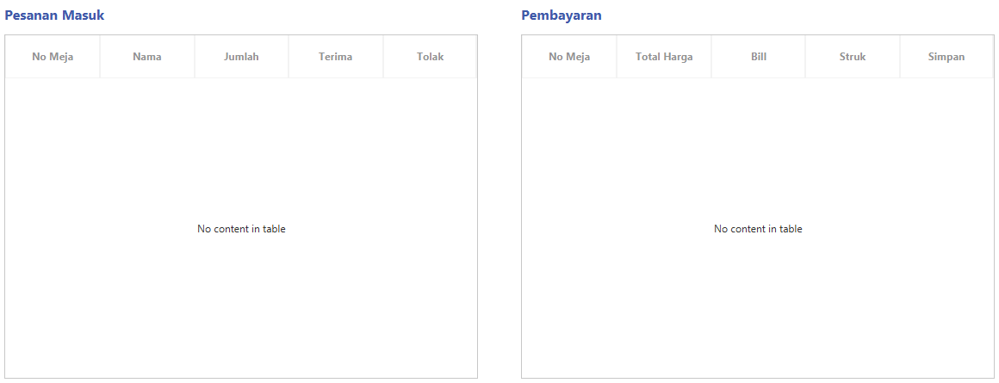 Pesanan Masuk
No Meja Nama Jumlah Terima Tolak
No content in table
Pembayaran
No Meja Total Harga Bill Struk Simpan
No content in table